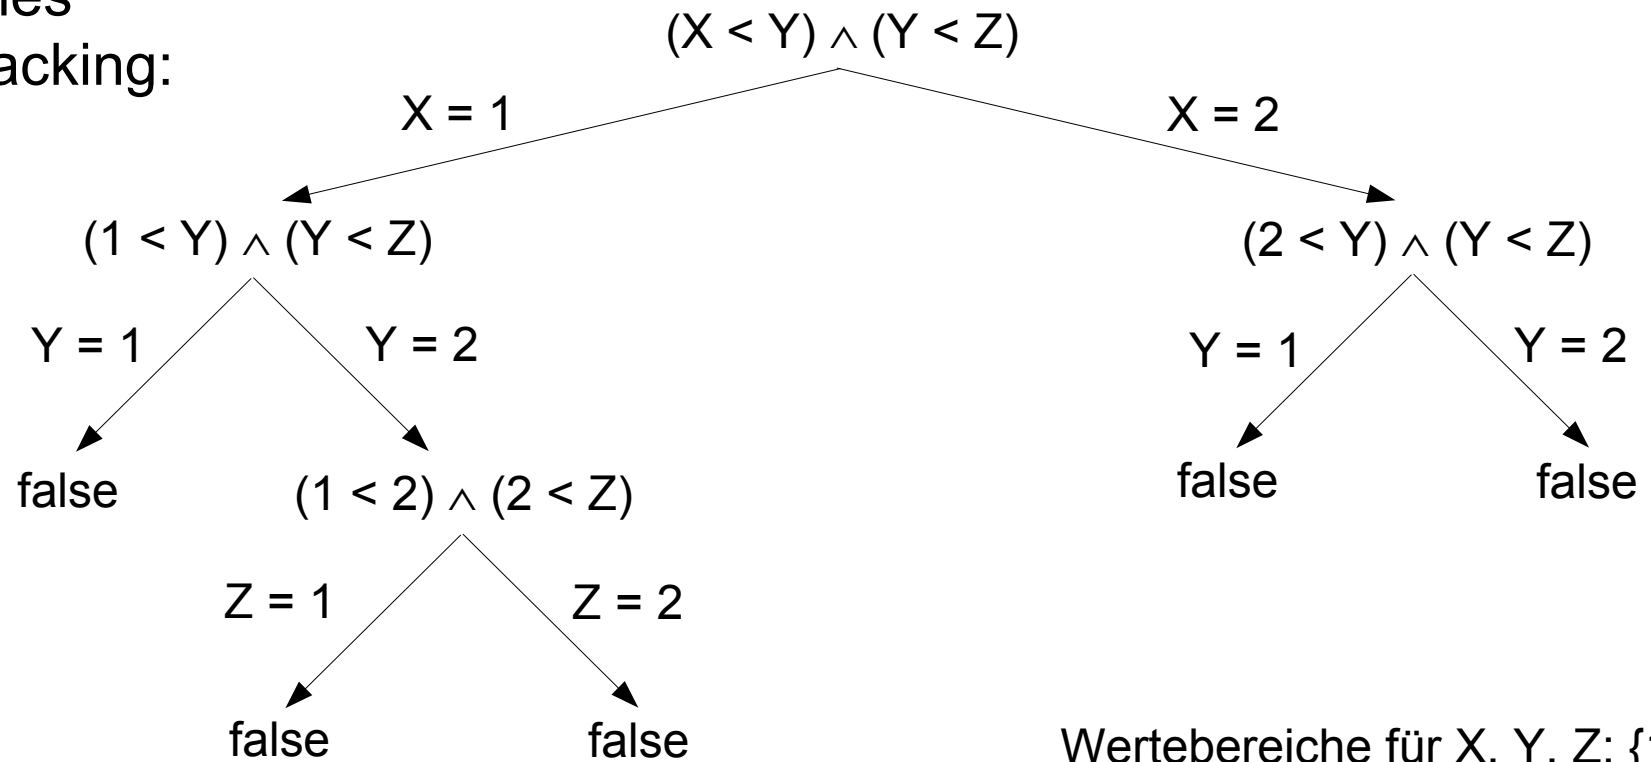 acking:
(X < Y) ∧ (Y < Z)
X = 1
X = 2
(1 < Y) ∧ (Y < Z)
(2 < Y) ∧ (Y < Z)
Y = 1
Y = 2
Y = 1
Y = 2
false
(1 < 2) ∧ (2 < Z)
false
false
Z = 1
Z = 2
false
false
Wertebereiche für X, Y, Z: {